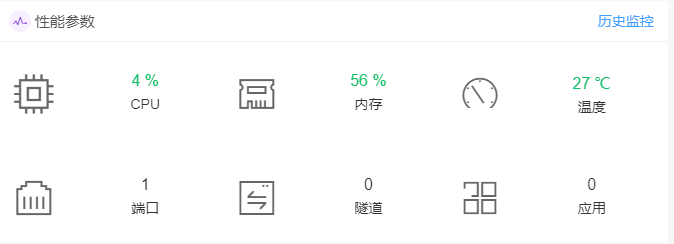 性能参数 历史监控
4 % 56 % 27 ℃
CPU 内存 温度
1 0 0
端口 隧道 应用